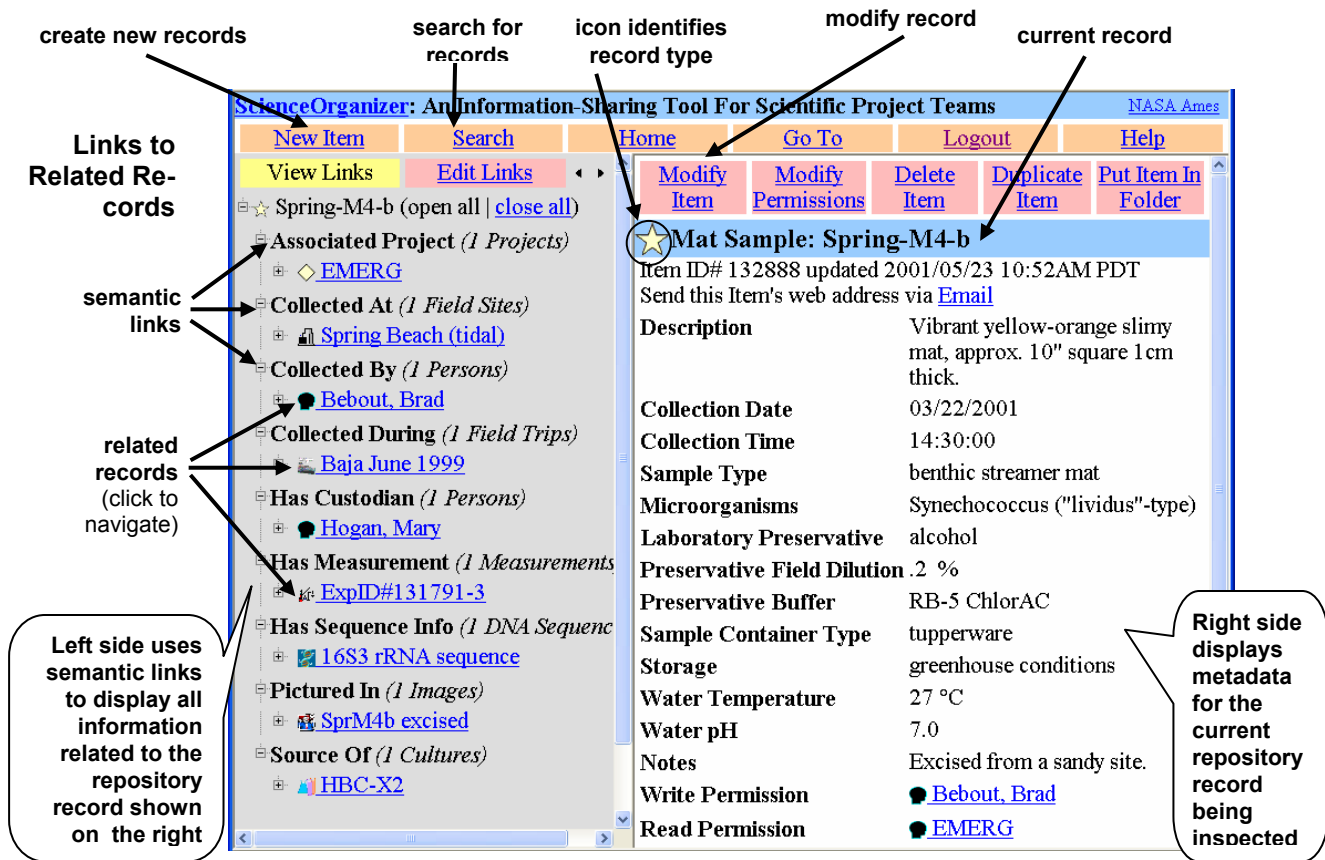 create new records
search for
records
icon identifies
record type
modify record
current record
ScienceOrganizer: An Information-Sharing Tool For Scientific Project Teams
NASA Ames
New Item
Search
Home
Go To
Logout
Help
Links to
Related Re-
cords
semantic
links
related
records
(click to
navigate)
Left side uses
semantic links
to display all
information
related to the
repository
record shown
on the right
View Links
Edit Links
Spring-M4-b (open all | close all)
Associated Project (1 Projects)
EMERG
Collected At (1 Field Sites)
Spring Beach (tidal)
Collected By (1 Persons)
Bebout, Brad
Collected During (1 Field Trips)
Baja June 1999
Has Custodian (1 Persons)
Hogan, Mary
Has Measurement (1 Measurements
ExpID#131791-3
Has Sequence Info (1 DNA Sequenc
16S3 rRNA sequence
Pictured In (1 Images)
SprM4b excised
Source Of (1 Cultures)
HBC-X2
Modify
Item
Modify
Permissions
Delete
Item
Duplicate
Item
Put Item In
Folder
Mat Sample: Spring-M4-b
Item ID# 132888 updated 2001/05/23 10:52AM PDT
Send this Item's web address via Email
Description Vibrant yellow-orange slimy
mat, approx. 10" square 1cm
thick.
Collection Date 03/22/2001
Collection Time 14:30:00
Sample Type benthic streamer mat
Microorganisms Synechococcus ("lividus"-type)
Laboratory Preservative alcohol
Preservative Field Dilution .2 %
Preservative Buffer RB-5 ChlorAC
Sample Container Type tupperware
Storage greenhouse conditions
Water Temperature 27 °C
Water pH 7.0
Notes Excised from a sandy site.
Write Permission Bebout, Brad
Read Permission EMERG
Right side
displays
metadata
for the
current
repository
record
being
inspected